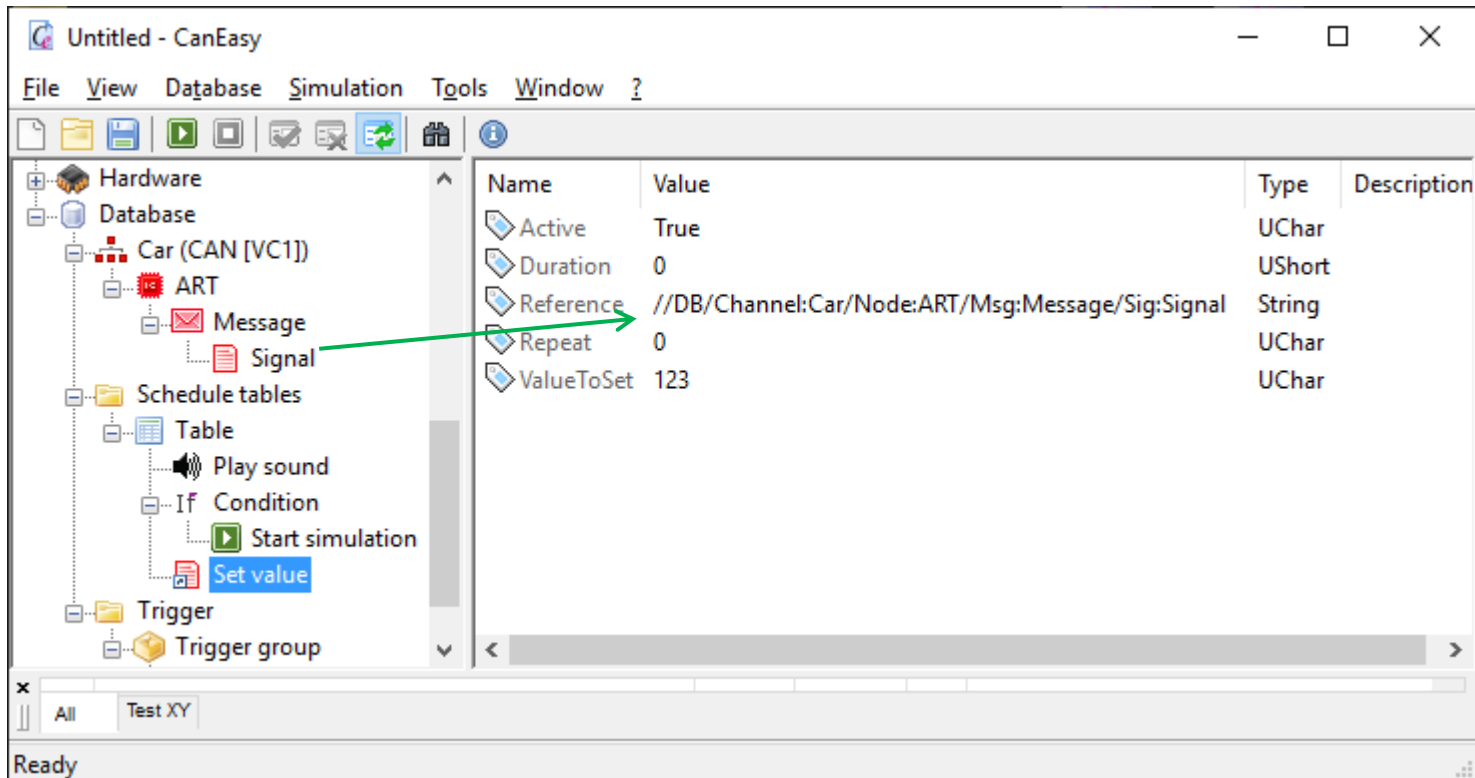 Untitled - CanEasy
File View Database Simulation Tools Window ?
Hardware
Database
Car (CAN [VC1])
ART
Message
Signal
Schedule tables
Table
Play sound
If Condition
Start simulation
Set value
Trigger
Trigger group
Name Value Type Description
Active True UChar
Duration 0 UShort
Reference //DB/Channel:Car/Node:ART/Msg:Message/Sig:Signal String
Repeat 0 UChar
ValueToSet 123 UChar
All Test XY
Ready